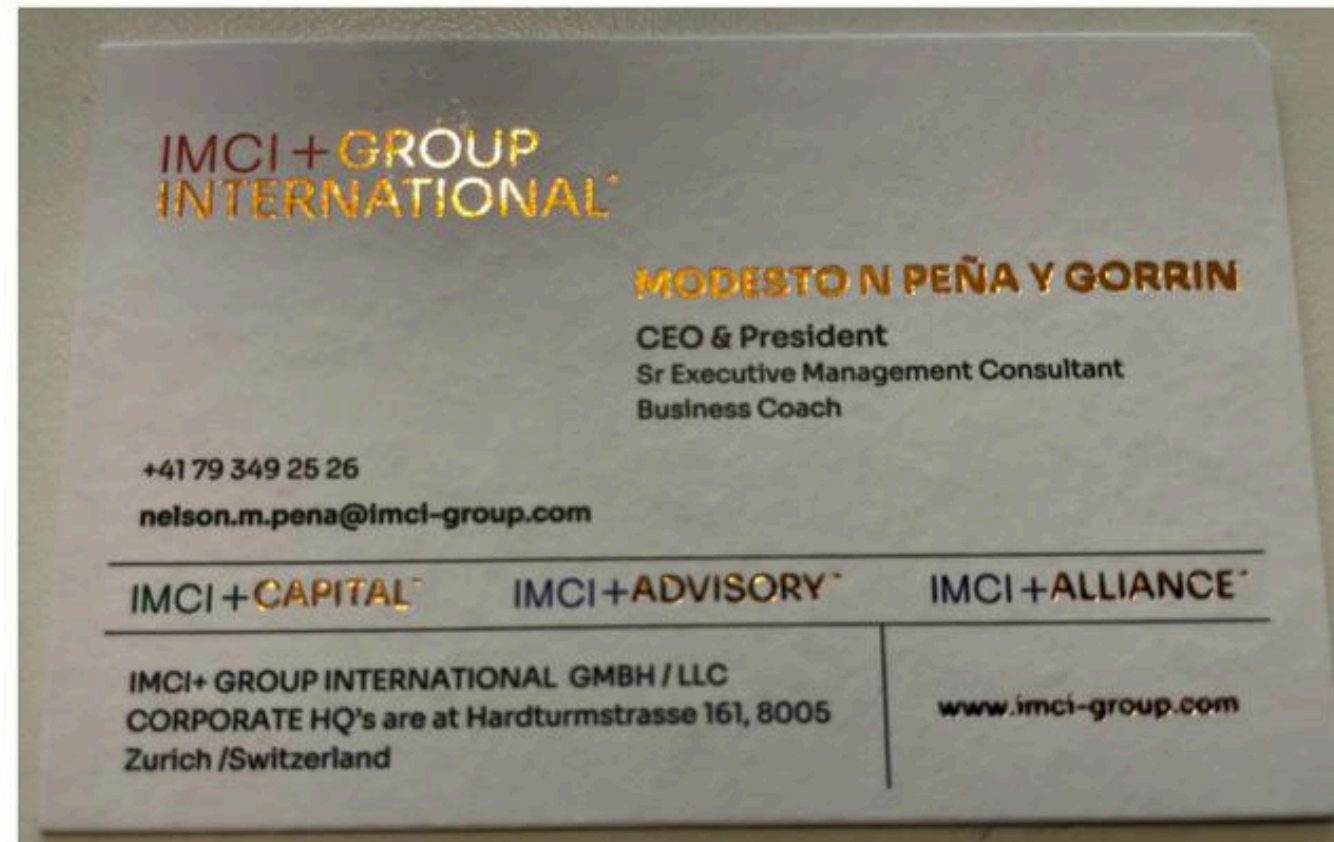 IMCI + GROUP
INTERNATIONAL
MODESTO N PEÑA Y GORRIN
CEO & President
Sr Executive Management Consultant
Business Coach
+41 79 349 25 26
nelson.m.pena@imci-group.com
IMCI + CAPITAL IMCI + ADVISORY IMCI + ALLIANCE
IMCI+ GROUP INTERNATIONAL GMBH / LLC
CORPORATE HQ's are at Hardturmstrasse 161, 8005
Zurich /Switzerland
www.imci-group.com